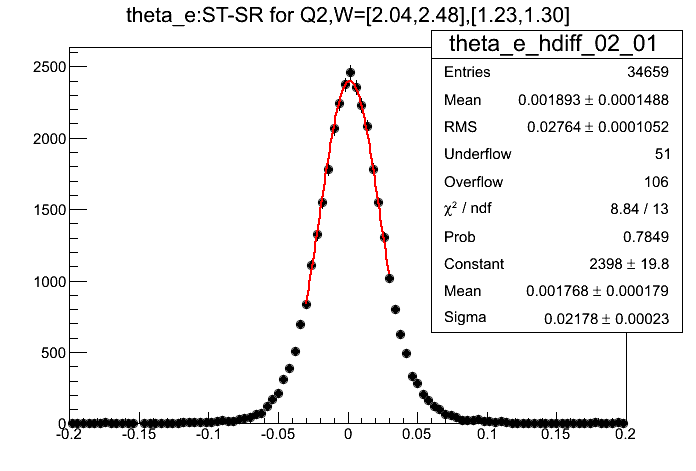 theta_e:ST-SR for Q2,W=[2.04,2.48],[1.23,1.30]
theta_e_hdiff_02_01
Entries 34659
Mean 0.001893 ± 0.0001488
RMS 0.02764 ± 0.0001052
Underflow 51
Overflow 106
χ² / ndf 8.84 / 13
Prob 0.7849
Constant 2398 ± 19.8
Mean 0.001768 ± 0.000179
Sigma 0.02178 ± 0.00023
2500
2000
1500
1000
500
0
-0.2 -0.15 -0.1 -0.05 0 0.05 0.1 0.15 0.2